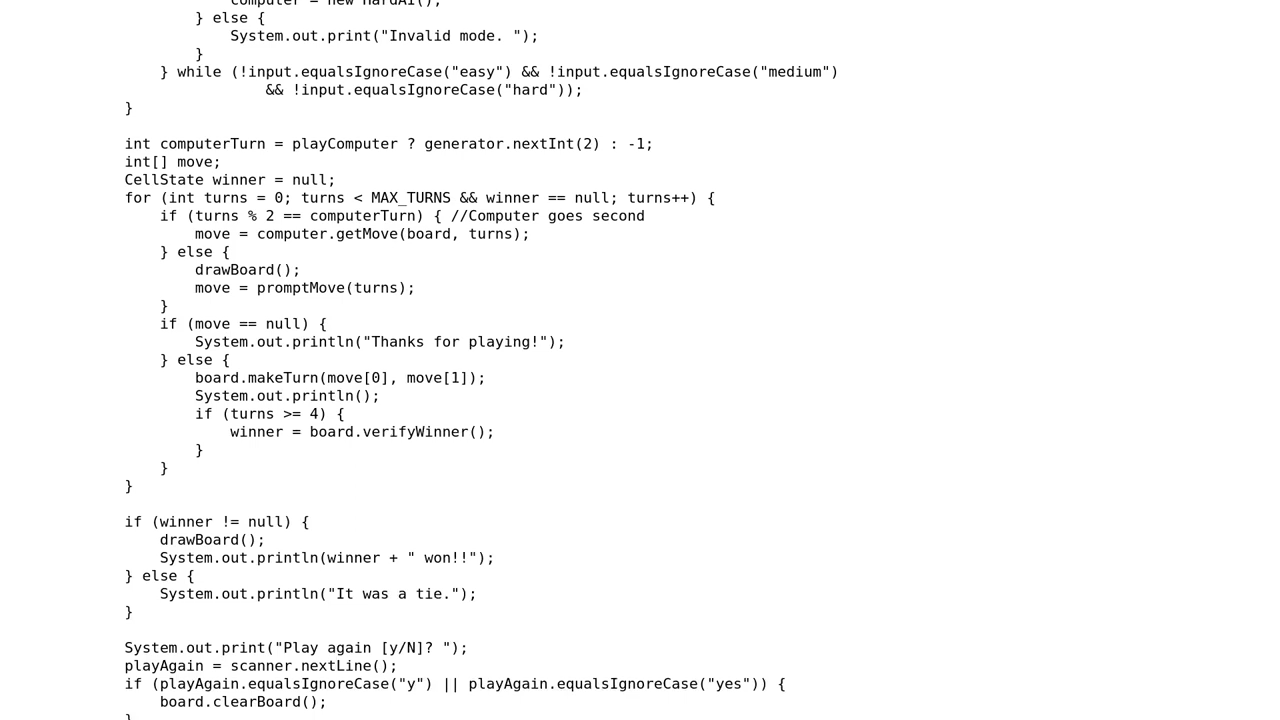 computer = new HardAI();
} else {
System.out.print("Invalid mode. ");
}
} while (!input.equalsIgnoreCase("easy") && !input.equalsIgnoreCase("medium")
&& !input.equalsIgnoreCase("hard"));
}
int computerTurn = playComputer ? generator.nextInt(2) : -1;
int[] move;
CellState winner = null;
for (int turns = 0; turns < MAX_TURNS && winner == null; turns++) {
if (turns % 2 == computerTurn) { //Computer goes second
move = computer.getMove(board, turns);
} else {
drawBoard();
move = promptMove(turns);
}
if (move == null) {
System.out.println("Thanks for playing!");
} else {
board.makeTurn(move[0], move[1]);
System.out.println();
if (turns >= 4) {
winner = board.verifyWinner();
}
}
}
if (winner != null) {
drawBoard();
System.out.println(winner + " won!!");
} else {
System.out.println("It was a tie.");
}
System.out.print("Play again [y/N]? ");
playAgain = scanner.nextLine();
if (playAgain.equalsIgnoreCase("y") || playAgain.equalsIgnoreCase("yes")) {
board.clearBoard();
}